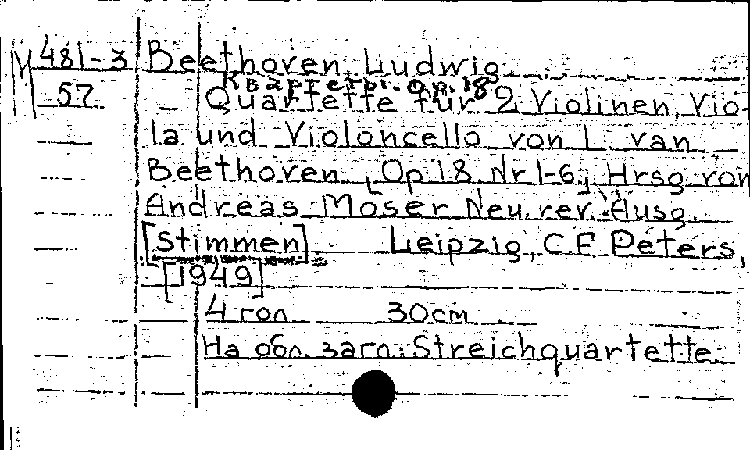 М 481-3 Beethoven, Ludwig
57 (Квартеты. Op. 18)
Quartette für 2 Violinen, Vio-
la und Violoncello von L. van
Beethoven, Op 18 Nr 1-6, Hrsg von
Andreas Moser Neu. rev. Ausg.
[Stimmen] Leipzig, C F Peters,
[1949]
4 гол 30cm
На обл. загл.: Streichquartette